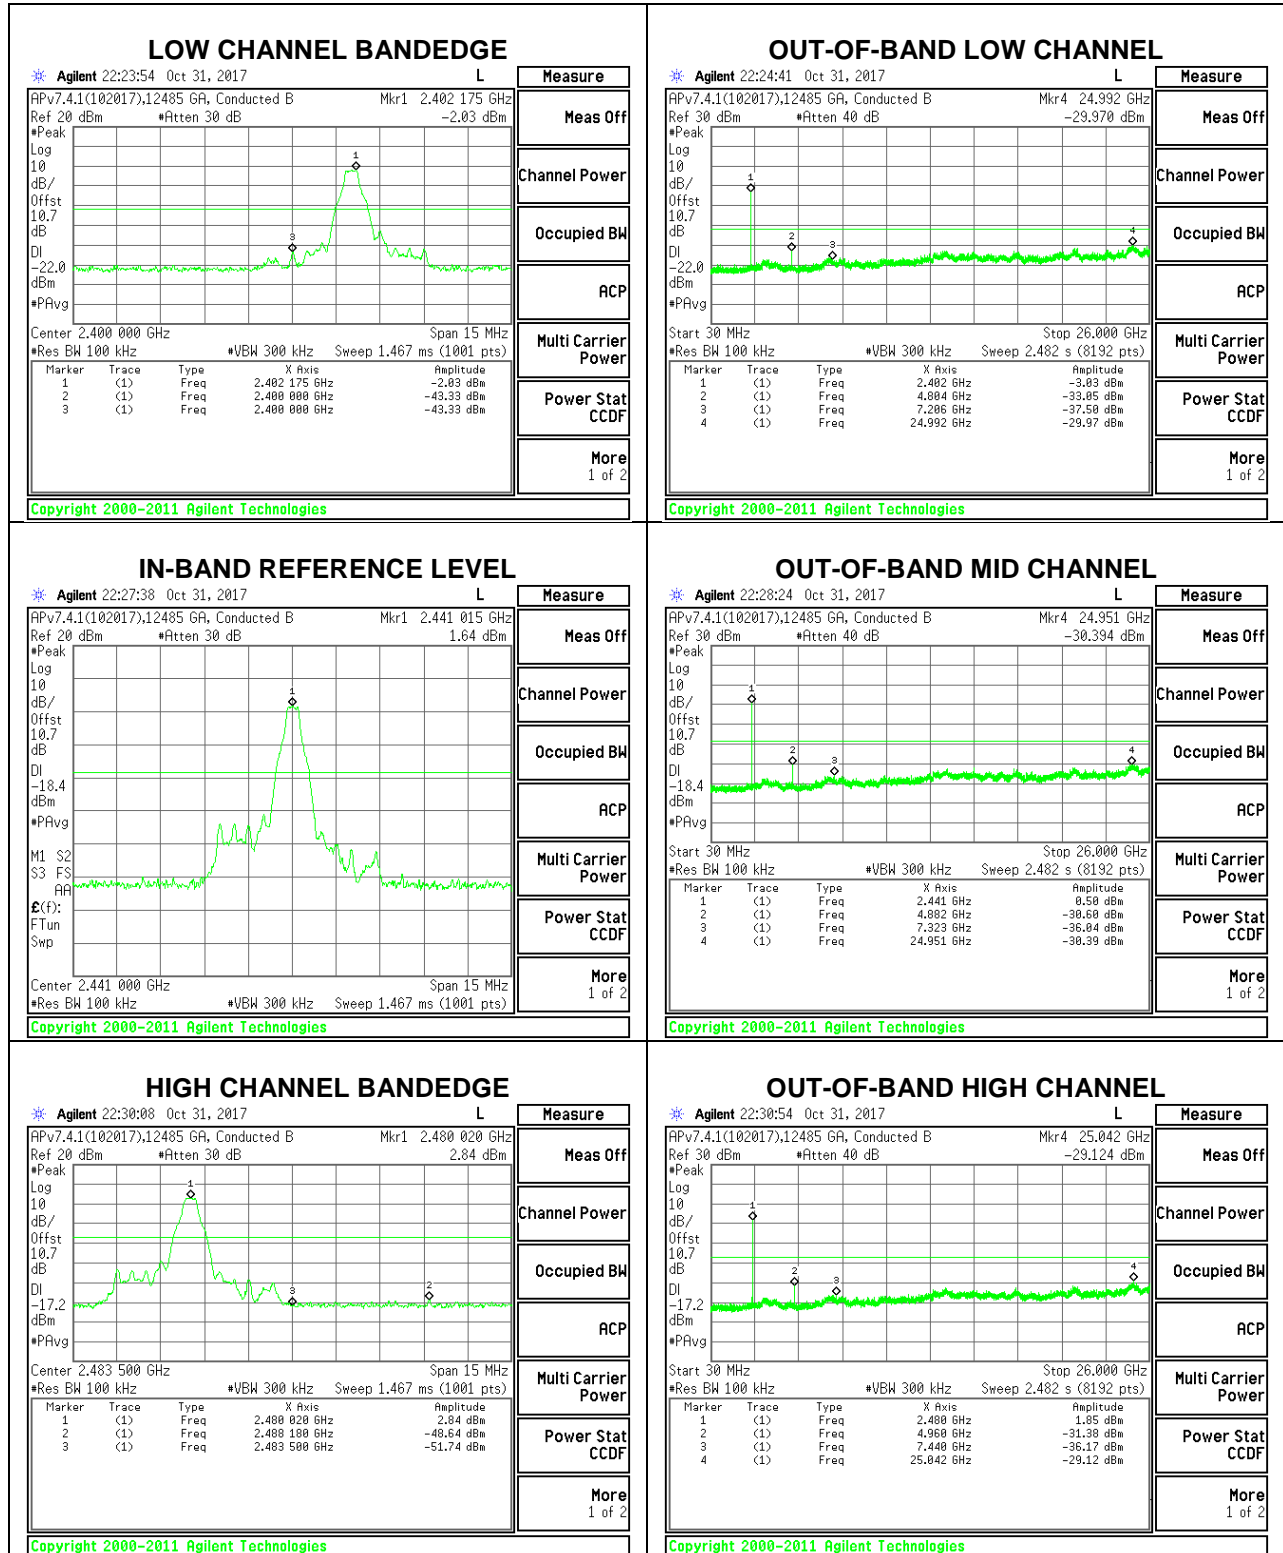 LOW CHANNEL BANDEDGE
Agilent 22:23:54 Oct 31, 2017 L Measure
APv7.4.1(102017),12485 GA, Conducted B Mkr1 2.402 175 GHz
Ref 20 dBm #Atten 30 dB -2.03 dBm Meas Off
#Peak
Log
10
dB/
Offst
10.7
dB
DI
-22.0
dBm
#PAvg
1
3
Channel Power
Occupied BW
ACP
Center 2.400 000 GHz Span 15 MHz
#Res BW 100 kHz #VBW 300 kHz Sweep 1.467 ms (1001 pts)
Multi Carrier
Power
Marker Trace Type X Axis Amplitude
1 (1) Freq 2.402 175 GHz -2.03 dBm
2 (1) Freq 2.400 000 GHz -43.33 dBm
3 (1) Freq 2.400 000 GHz -43.33 dBm
Power Stat
CCDF
More
1 of 2
Copyright 2000-2011 Agilent Technologies
OUT-OF-BAND LOW CHANNEL
Agilent 22:24:41 Oct 31, 2017 L Measure
APv7.4.1(102017),12485 GA, Conducted B Mkr4 24.992 GHz
Ref 30 dBm #Atten 40 dB -29.970 dBm Meas Off
#Peak
Log
10
dB/
Offst
10.7
dB
DI
-22.0
dBm
#PAvg
1
2
3
4
Channel Power
Occupied BW
ACP
Start 30 MHz Stop 26.000 GHz
#Res BW 100 kHz #VBW 300 kHz Sweep 2.482 s (8192 pts)
Multi Carrier
Power
Marker Trace Type X Axis Amplitude
1 (1) Freq 2.402 GHz -3.03 dBm
2 (1) Freq 4.804 GHz -33.05 dBm
3 (1) Freq 7.206 GHz -37.50 dBm
4 (1) Freq 24.992 GHz -29.97 dBm
Power Stat
CCDF
More
1 of 2
Copyright 2000-2011 Agilent Technologies
IN-BAND REFERENCE LEVEL
Agilent 22:27:38 Oct 31, 2017 L Measure
APv7.4.1(102017),12485 GA, Conducted B Mkr1 2.441 015 GHz
Ref 20 dBm #Atten 30 dB 1.64 dBm Meas Off
#Peak
Log
10
dB/
Offst
10.7
dB
DI
-18.4
dBm
#PAvg
1
M1 S2
S3 FS
AA
£(f):
FTun
Swp
Channel Power
Occupied BW
ACP
Multi Carrier
Power
Power Stat
CCDF
More
1 of 2
Center 2.441 000 GHz Span 15 MHz
#Res BW 100 kHz #VBW 300 kHz Sweep 1.467 ms (1001 pts)
Copyright 2000-2011 Agilent Technologies
OUT-OF-BAND MID CHANNEL
Agilent 22:28:24 Oct 31, 2017 L Measure
APv7.4.1(102017),12485 GA, Conducted B Mkr4 24.951 GHz
Ref 30 dBm #Atten 40 dB -30.394 dBm Meas Off
#Peak
Log
10
dB/
Offst
10.7
dB
DI
-18.4
dBm
#PAvg
1
2
3
4
Channel Power
Occupied BW
ACP
Start 30 MHz Stop 26.000 GHz
#Res BW 100 kHz #VBW 300 kHz Sweep 2.482 s (8192 pts)
Multi Carrier
Power
Marker Trace Type X Axis Amplitude
1 (1) Freq 2.441 GHz 0.50 dBm
2 (1) Freq 4.882 GHz -30.60 dBm
3 (1) Freq 7.323 GHz -36.04 dBm
4 (1) Freq 24.951 GHz -30.39 dBm
Power Stat
CCDF
More
1 of 2
Copyright 2000-2011 Agilent Technologies
HIGH CHANNEL BANDEDGE
Agilent 22:30:08 Oct 31, 2017 L Measure
APv7.4.1(102017),12485 GA, Conducted B Mkr1 2.480 020 GHz
Ref 20 dBm #Atten 30 dB 2.84 dBm Meas Off
#Peak
Log
10
dB/
Offst
10.7
dB
DI
-17.2
dBm
#PAvg
1
3
2
Channel Power
Occupied BW
ACP
Center 2.483 500 GHz Span 15 MHz
#Res BW 100 kHz #VBW 300 kHz Sweep 1.467 ms (1001 pts)
Multi Carrier
Power
Marker Trace Type X Axis Amplitude
1 (1) Freq 2.480 020 GHz 2.84 dBm
2 (1) Freq 2.488 180 GHz -48.64 dBm
3 (1) Freq 2.483 500 GHz -51.74 dBm
Power Stat
CCDF
More
1 of 2
Copyright 2000-2011 Agilent Technologies
OUT-OF-BAND HIGH CHANNEL
Agilent 22:30:54 Oct 31, 2017 L Measure
APv7.4.1(102017),12485 GA, Conducted B Mkr4 25.042 GHz
Ref 30 dBm #Atten 40 dB -29.124 dBm Meas Off
#Peak
Log
10
dB/
Offst
10.7
dB
DI
-17.2
dBm
#PAvg
1
2
3
4
Channel Power
Occupied BW
ACP
Start 30 MHz Stop 26.000 GHz
#Res BW 100 kHz #VBW 300 kHz Sweep 2.482 s (8192 pts)
Multi Carrier
Power
Marker Trace Type X Axis Amplitude
1 (1) Freq 2.480 GHz 1.85 dBm
2 (1) Freq 4.960 GHz -31.38 dBm
3 (1) Freq 7.440 GHz -36.17 dBm
4 (1) Freq 25.042 GHz -29.12 dBm
Power Stat
CCDF
More
1 of 2
Copyright 2000-2011 Agilent Technologies